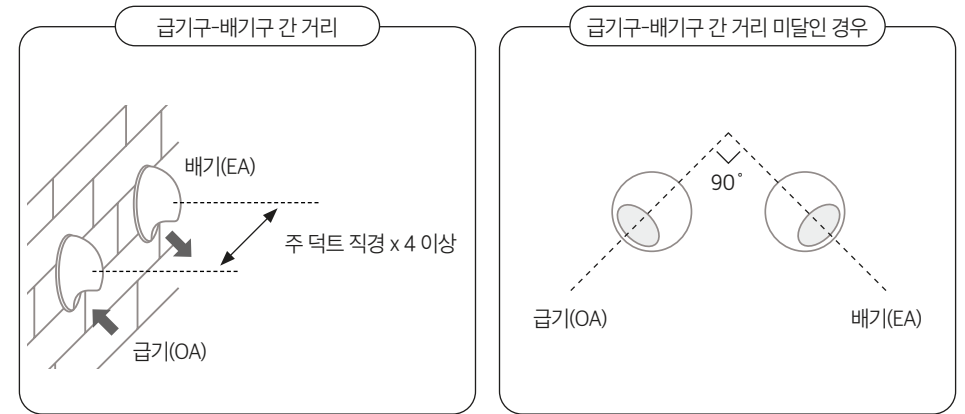 급기구-배기구 간 거리
배기(EA)
주 덕트 직경 x 4 이상
급기(OA)
급기구-배기구 간 거리 미달인 경우
90˚
급기(OA)
배기(EA)